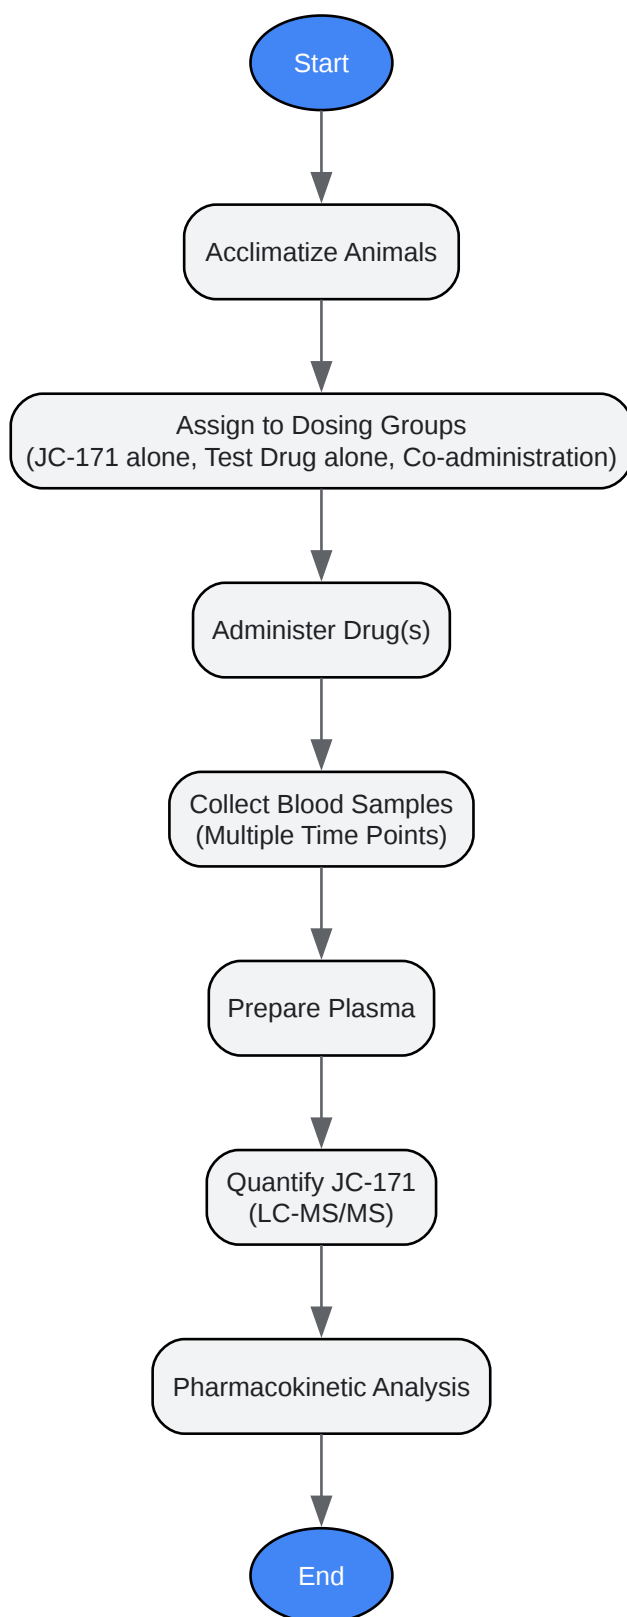 Start
Acclimatize Animals
Assign to Dosing Groups
(JC-171 alone, Test Drug alone, Co-administration)
Administer Drug(s)
Collect Blood Samples
(Multiple Time Points)
Prepare Plasma
Quantify JC-171
(LC-MS/MS)
Pharmacokinetic Analysis
End